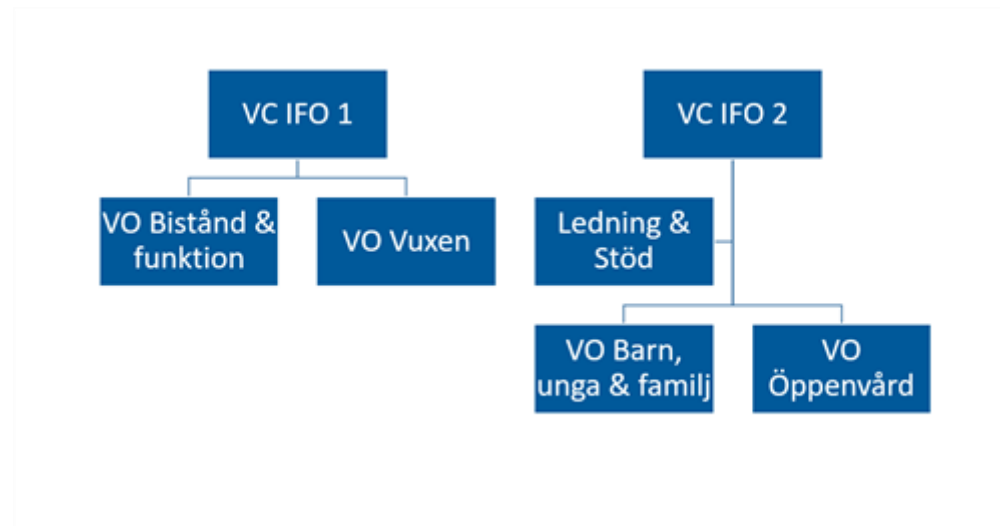 VC IFO 1
VC IFO 2
VO Bistånd &
funktion
VO Vuxen
Ledning &
Stöd
VO Barn,
unga & familj
VO
Öppenvård